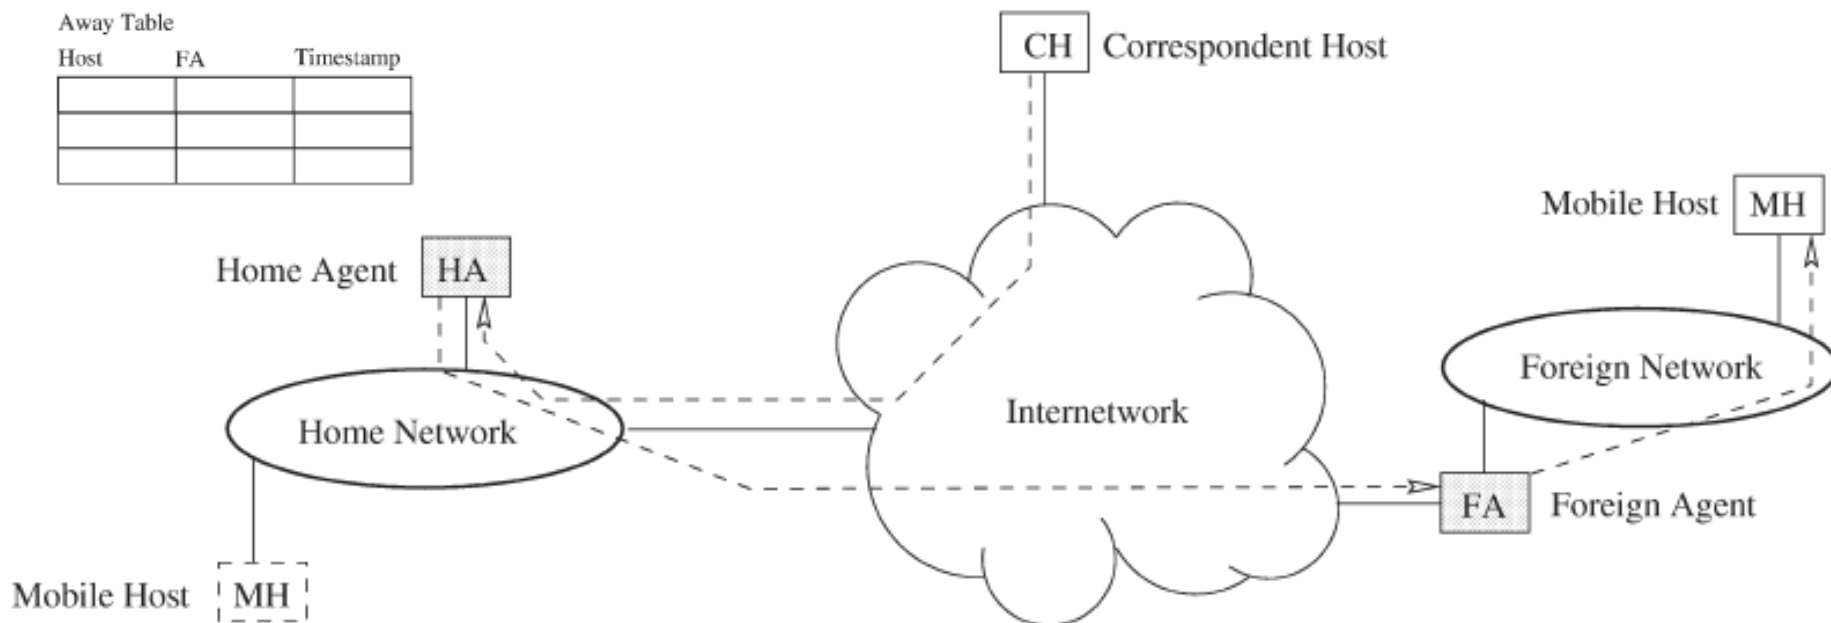 Away Table
Host FA Timestamp
CH Correspondent Host
Mobile Host MH
Home Agent HA
Foreign Network
Internetwork
Home Network
FA Foreign Agent
Mobile Host MH